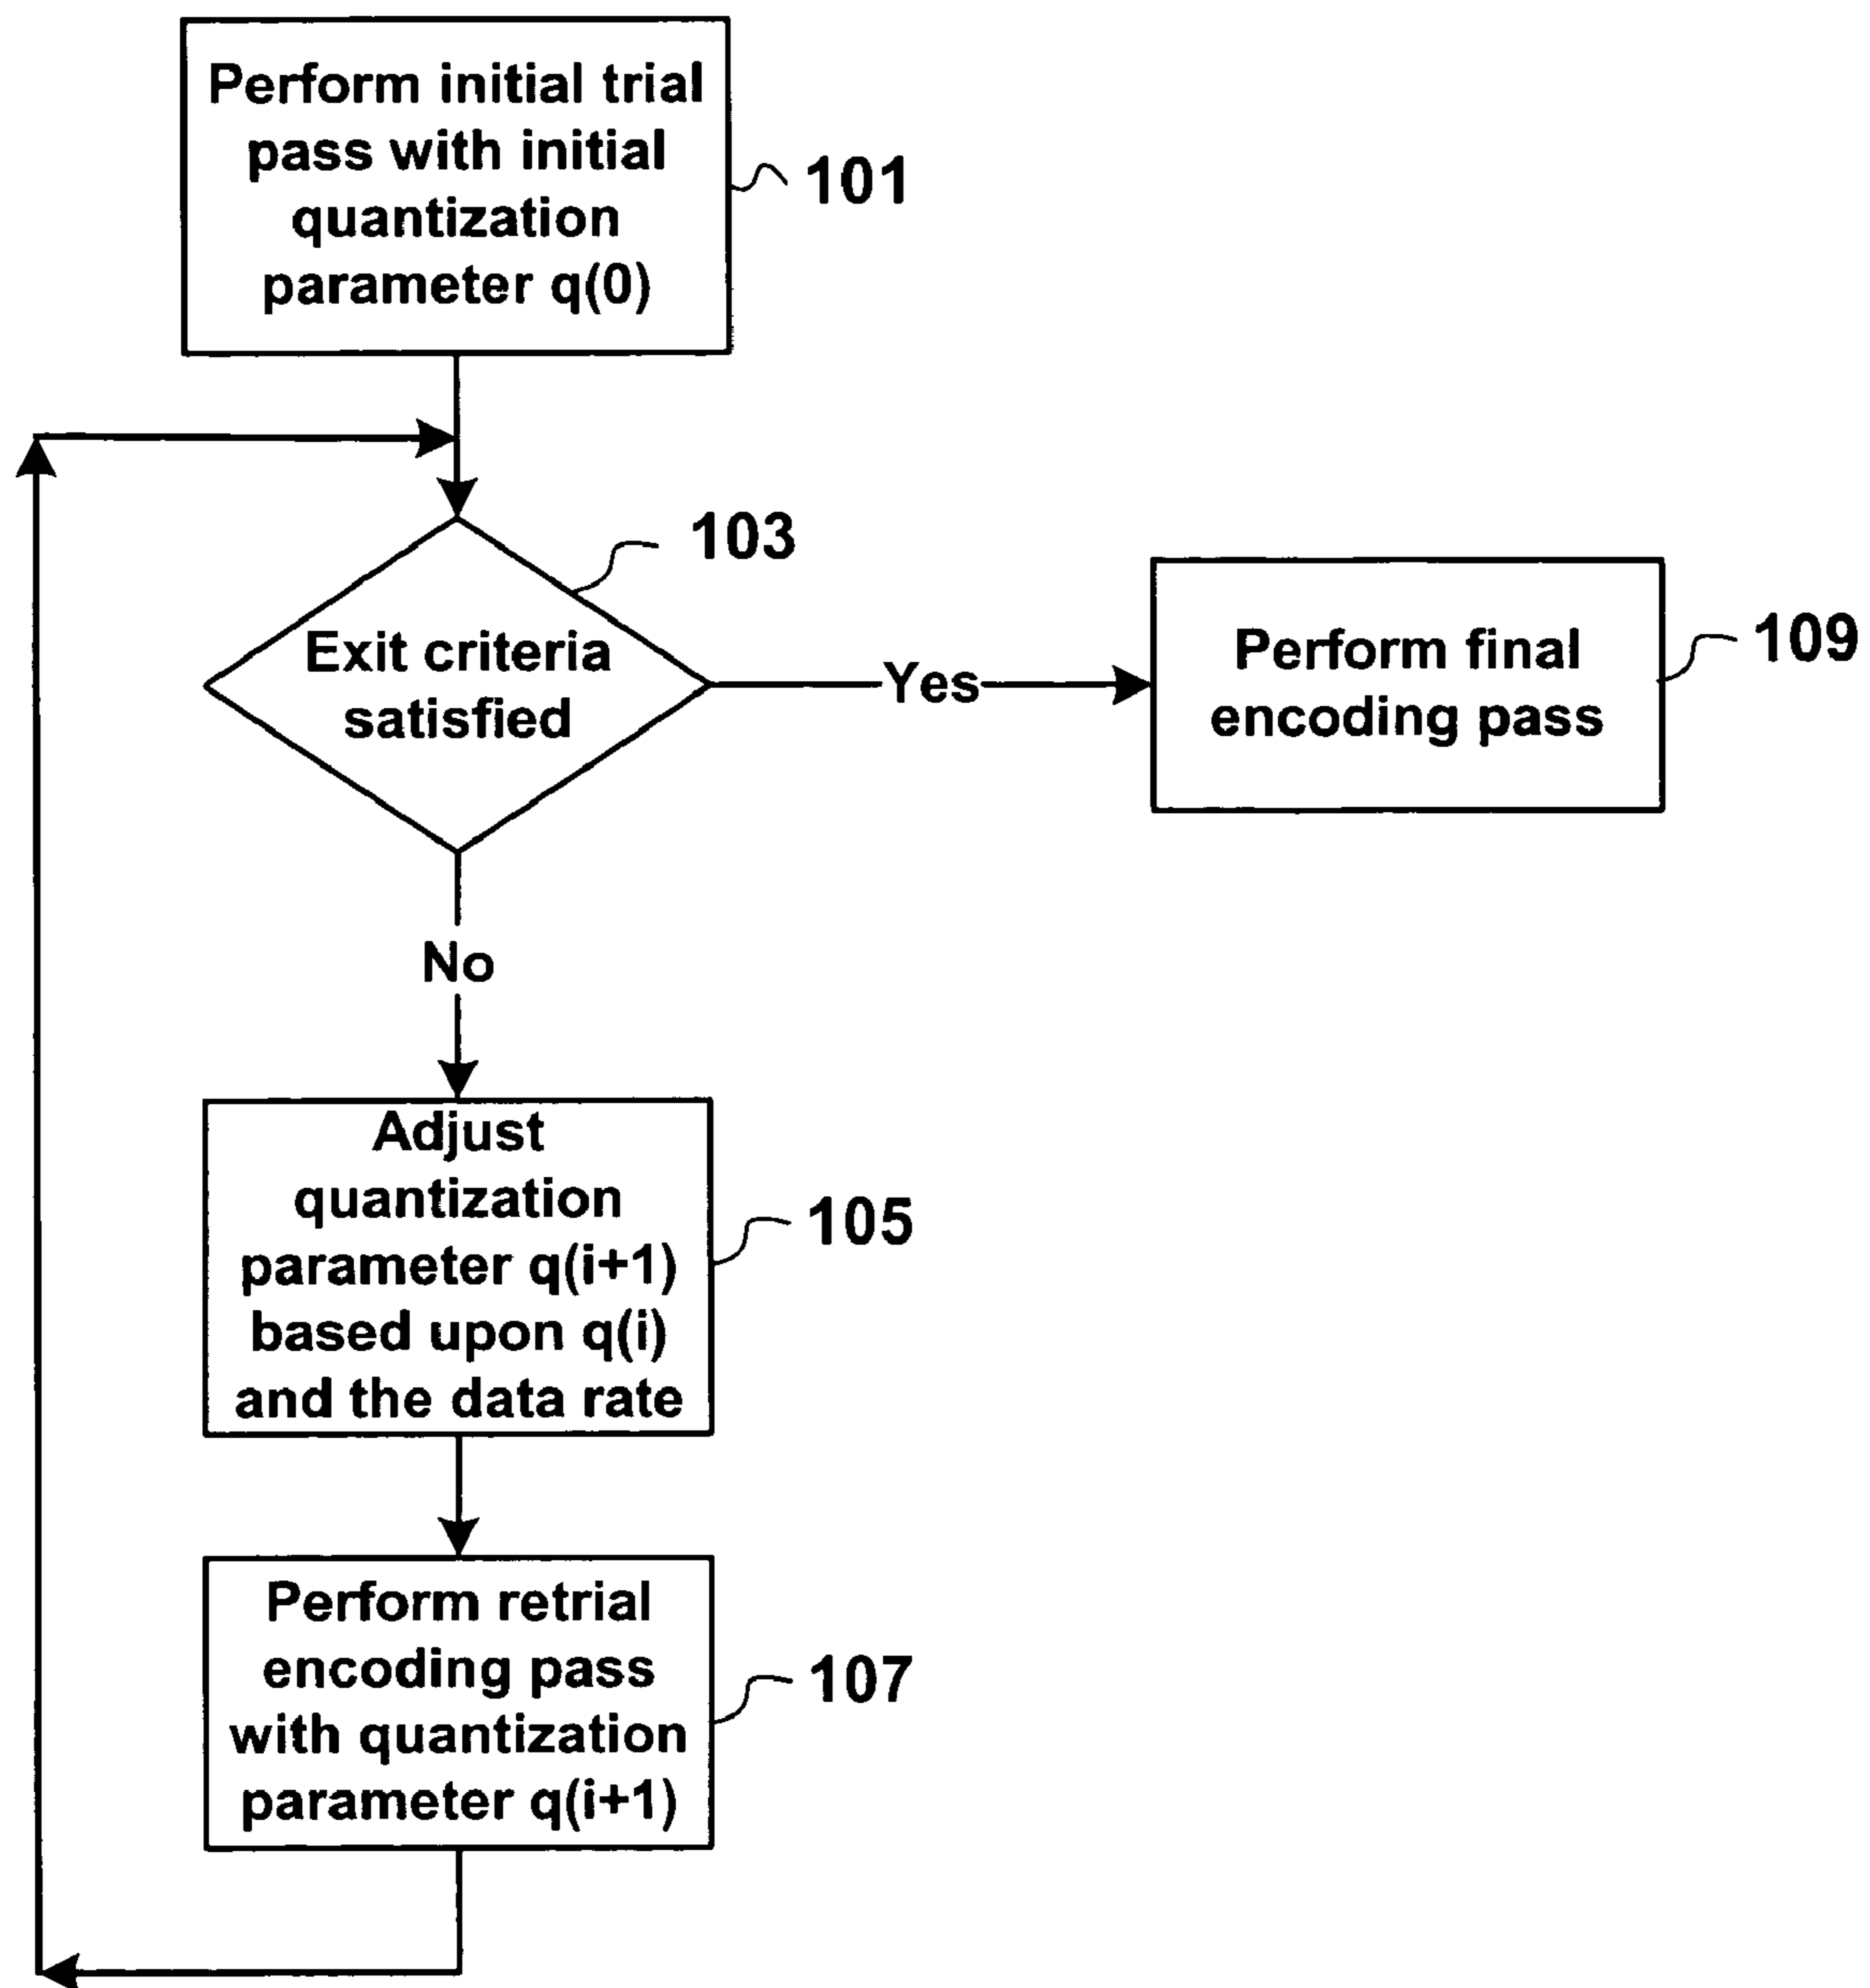 Perform initial trial
pass with initial
quantization
parameter q(0)
101
103
Exit criteria
satisfied
Yes
Perform final
encoding pass
109
No
Adjust
quantization
parameter q(i+1)
based upon q(i)
and the data rate
105
Perform retrial
encoding pass
with quantization
parameter q(i+1)
107